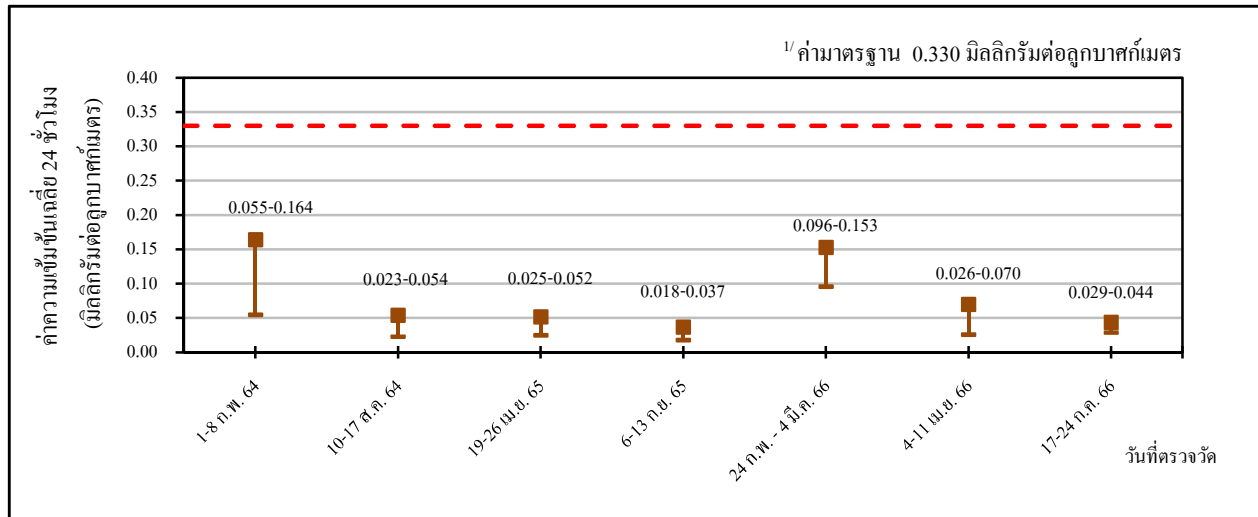 1/ ค่ามาตรฐาน 0.330 มิลลิกรัมต่อลูกบาศก์เมตร
ค่าความเข้มข้นเฉลี่ย 24 ชั่วโมง
(มิลลิกรัมต่อลูกบาศก์เมตร)
0.40
0.35
0.30
0.25
0.20
0.15
0.10
0.05
0.00
0.055-0.164
0.023-0.054
0.025-0.052
0.018-0.037
0.096-0.153
0.026-0.070
0.029-0.044
1-8 ก.พ. 64
10-17 ส.ค. 64
19-26 เม.ย. 65
6-13 ก.ย. 65
24 ก.พ. - 4 มี.ค. 66
4-11 เม.ย. 66
17-24 ก.ค. 66
วันที่ตรวจวัด